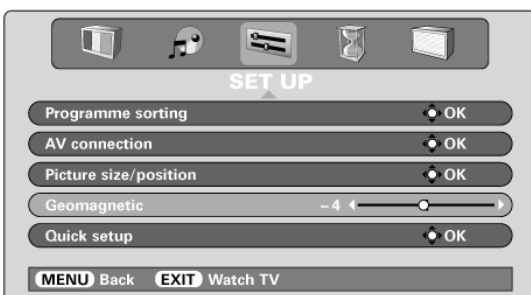 SET UP
Programme sorting OK
AV connection OK
Picture size/position OK
Geomagnetic –4
Quick setup OK
MENU Back EXIT Watch TV